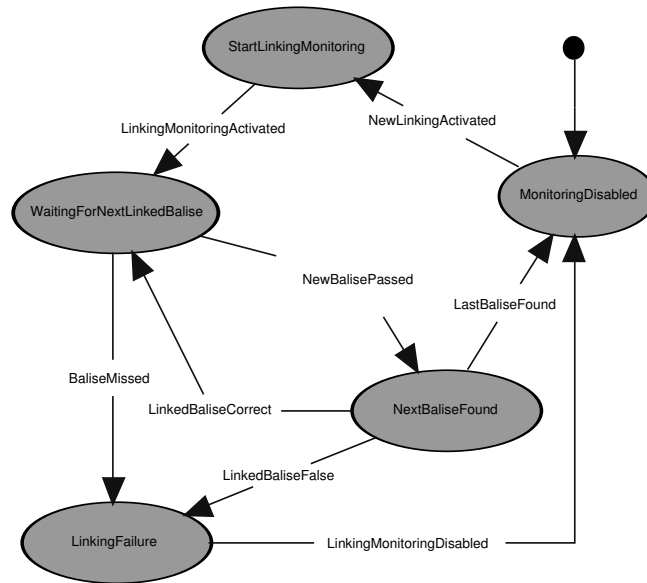 StartLinkingMonitoring
LinkingMonitoringActivated
NewLinkingActivated
MonitoringDisabled
WaitingForNextLinkedBalise
NewBalisePassed
LastBaliseFound
BaliseMissed
LinkedBaliseCorrect
NextBaliseFound
LinkedBaliseFalse
LinkingFailure
LinkingMonitoringDisabled